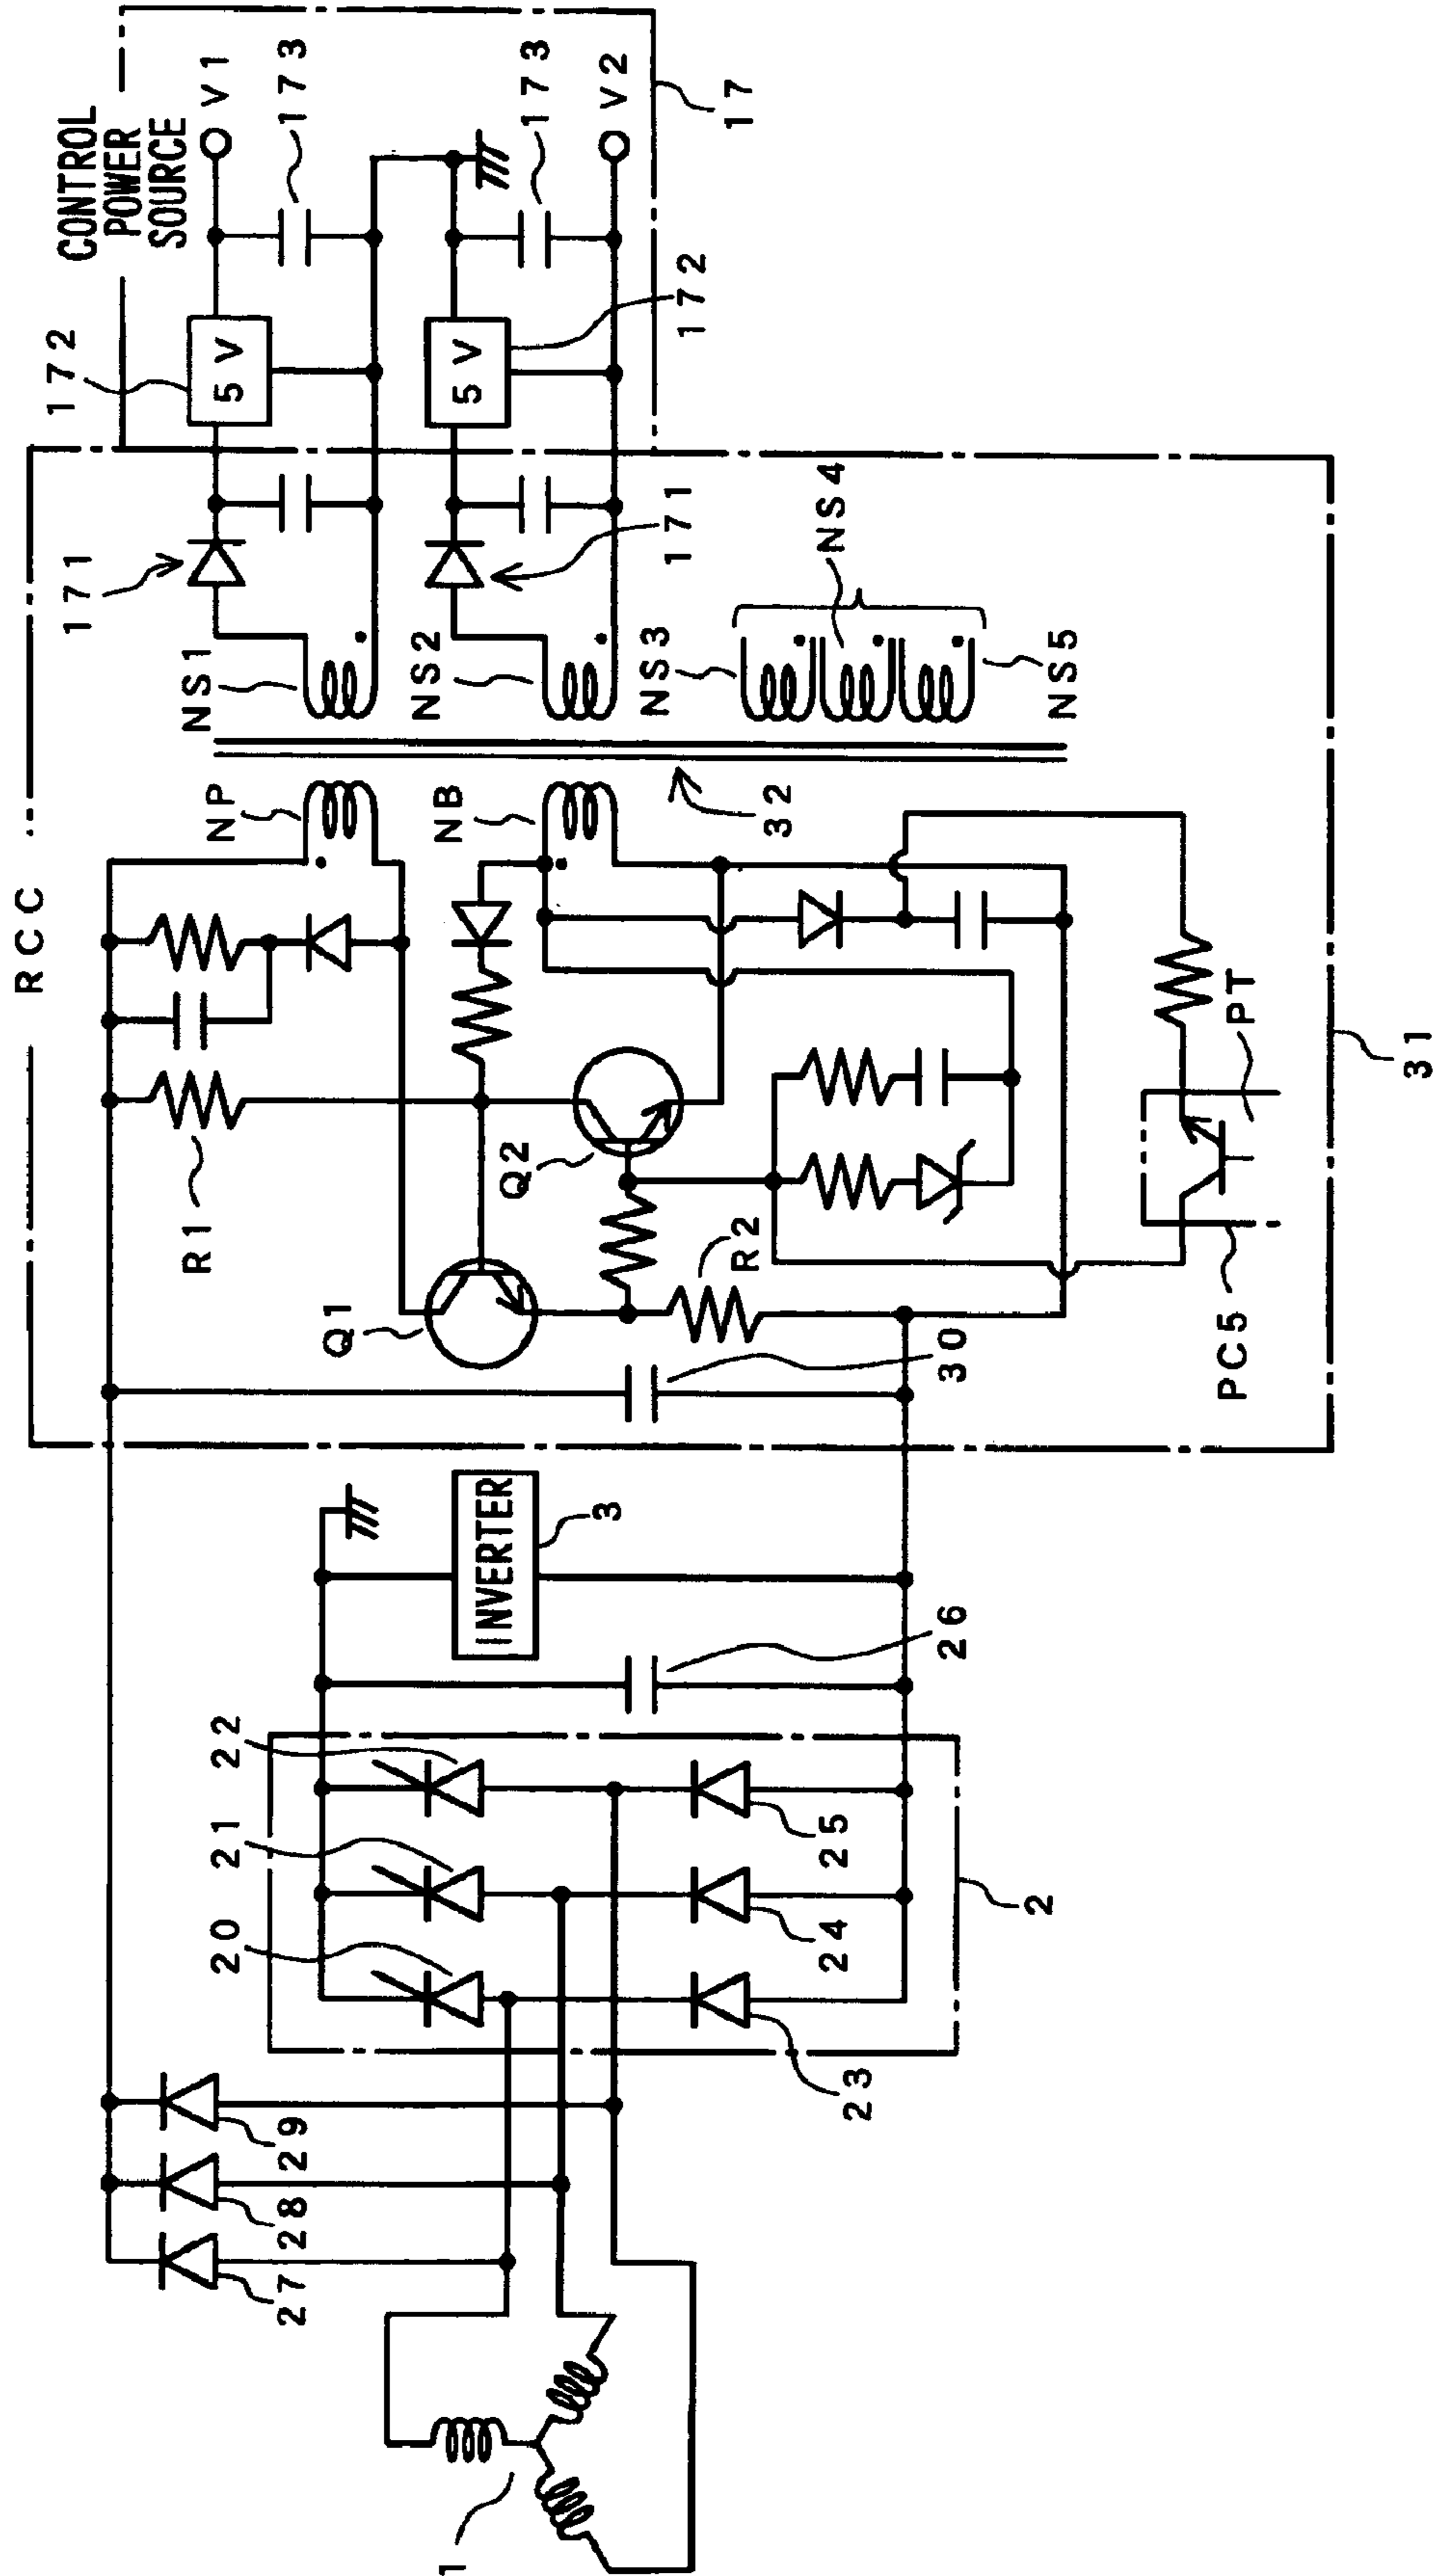 RCC
CONTROL
POWER
SOURCE
V1
173
172
5V
171
NS1
NP
R1
Q1
V2
173
172
5V
171
NS2
NB
Q2
17
NS3
NS4
NS5
32
R2
30
PT
PC5
31
INVERTER
3
26
22
21
20
25
24
23
2
29
28
27
1